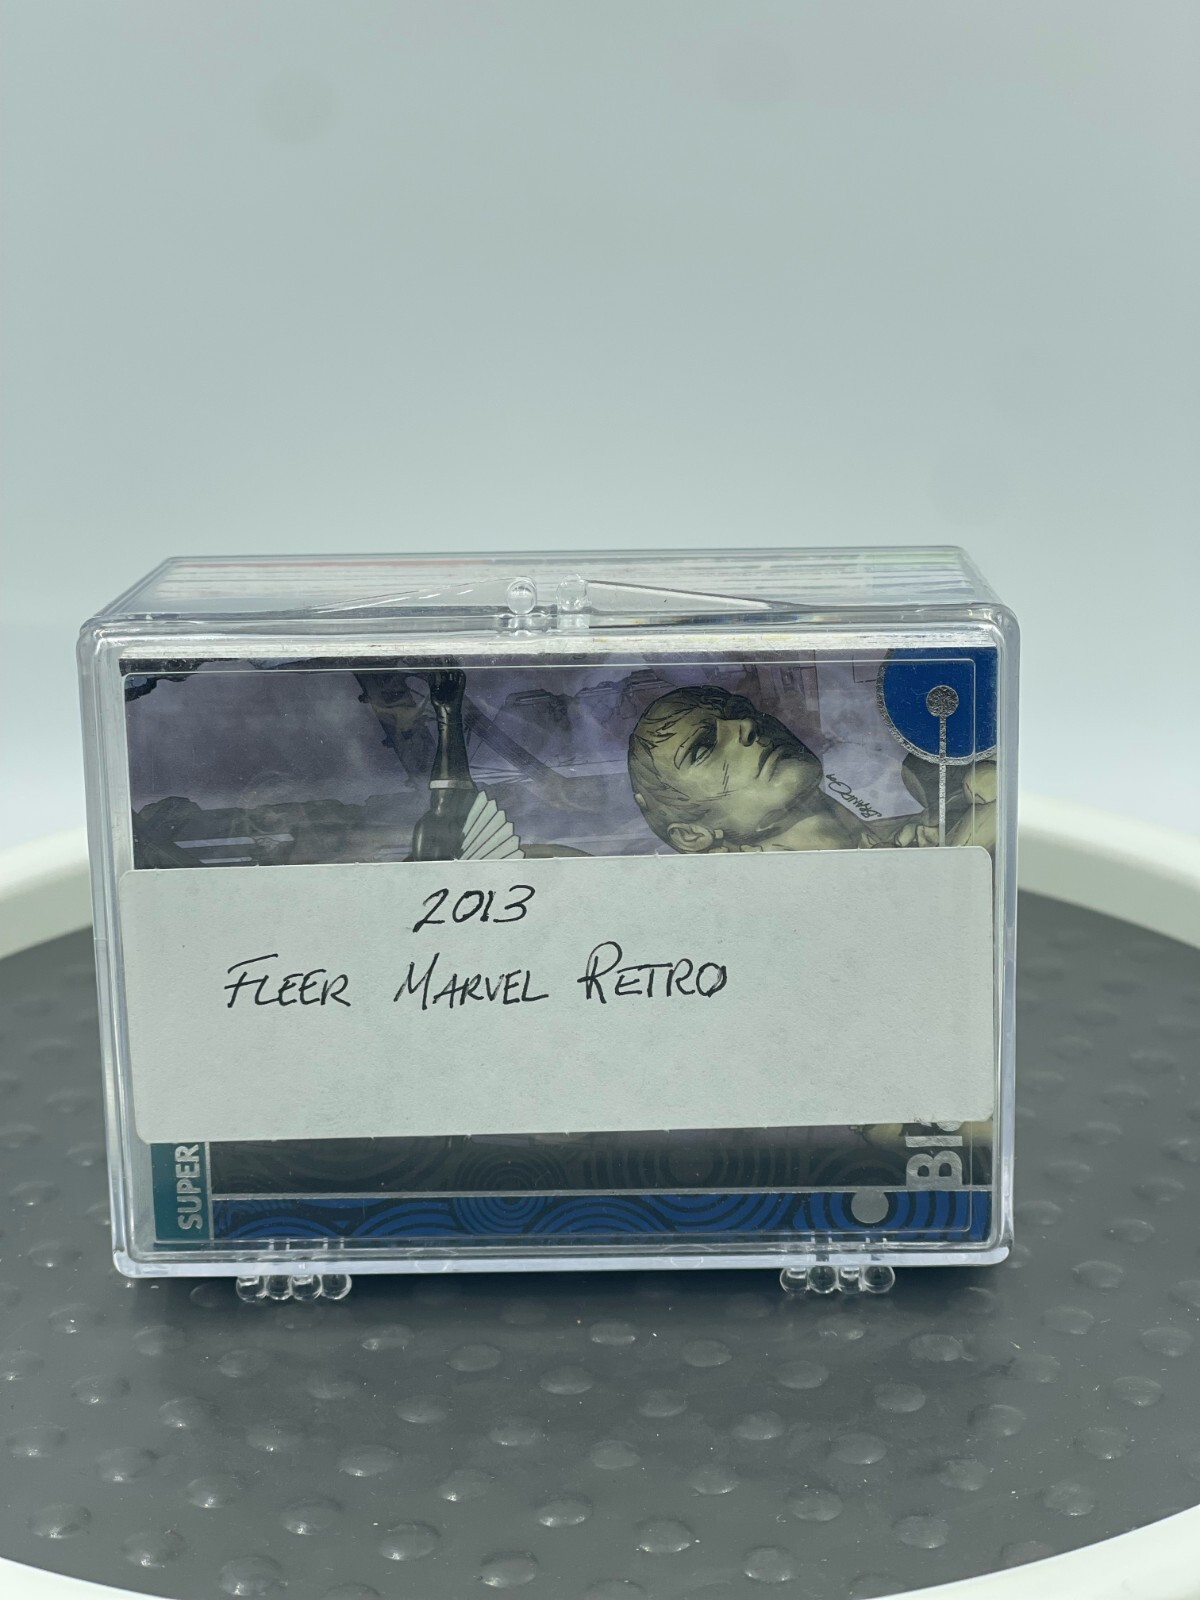 2013
FLEER MARVEL RETRO
SUPER